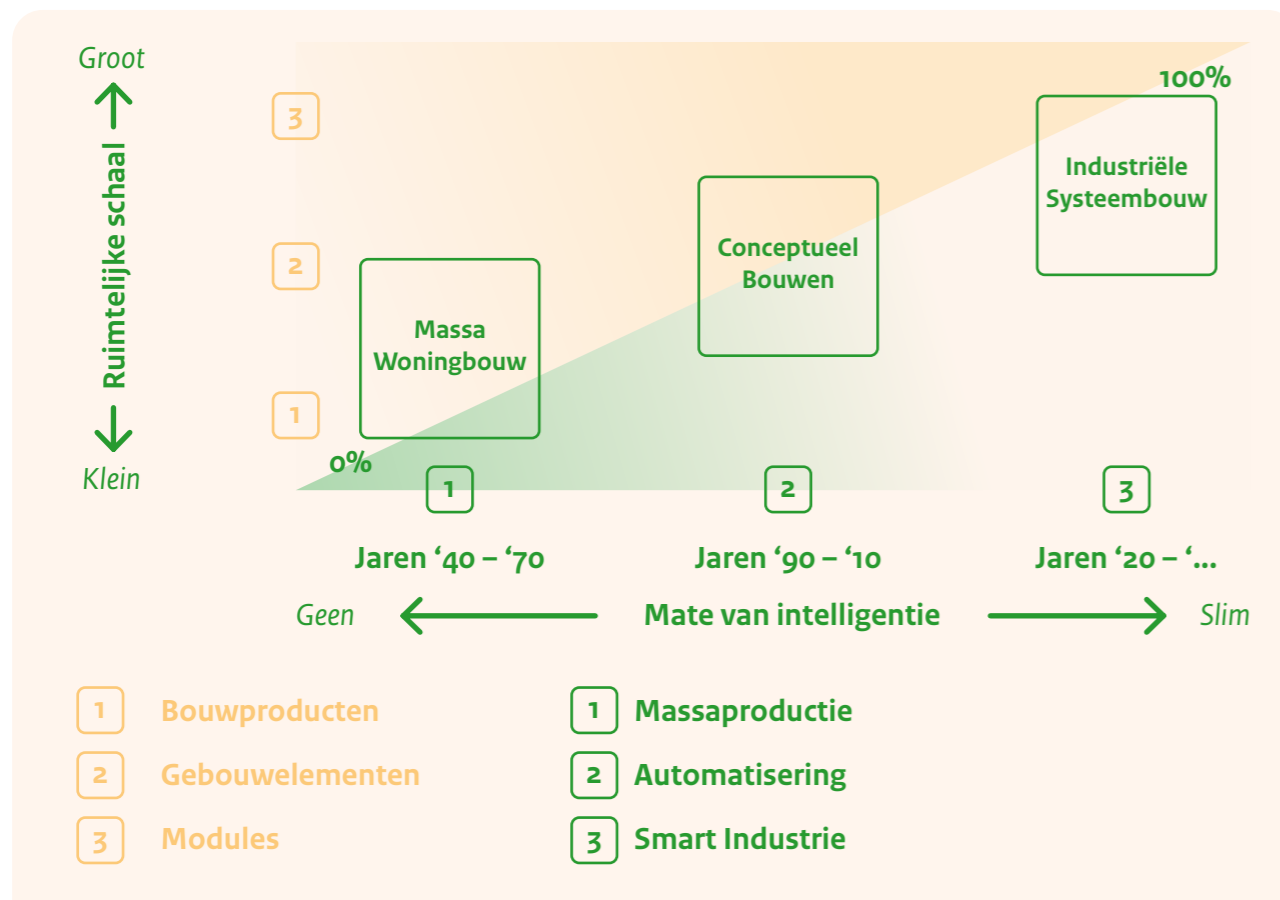 Groot
100%
3
Industriële
Systeembouw
Ruimtelijke schaal
Conceptueel
Bouwen
2
Massa
Woningbouw
1
0%
Klein
1
2
3
Jaren ‘40 – ‘70
Jaren ‘90 – ‘10
Jaren ‘20 – ‘...
Geen
Mate van intelligentie
Slim
1 Bouwproducten
2 Gebouwelementen
3 Modules
1 Massaproductie
2 Automatisering
3 Smart Industrie